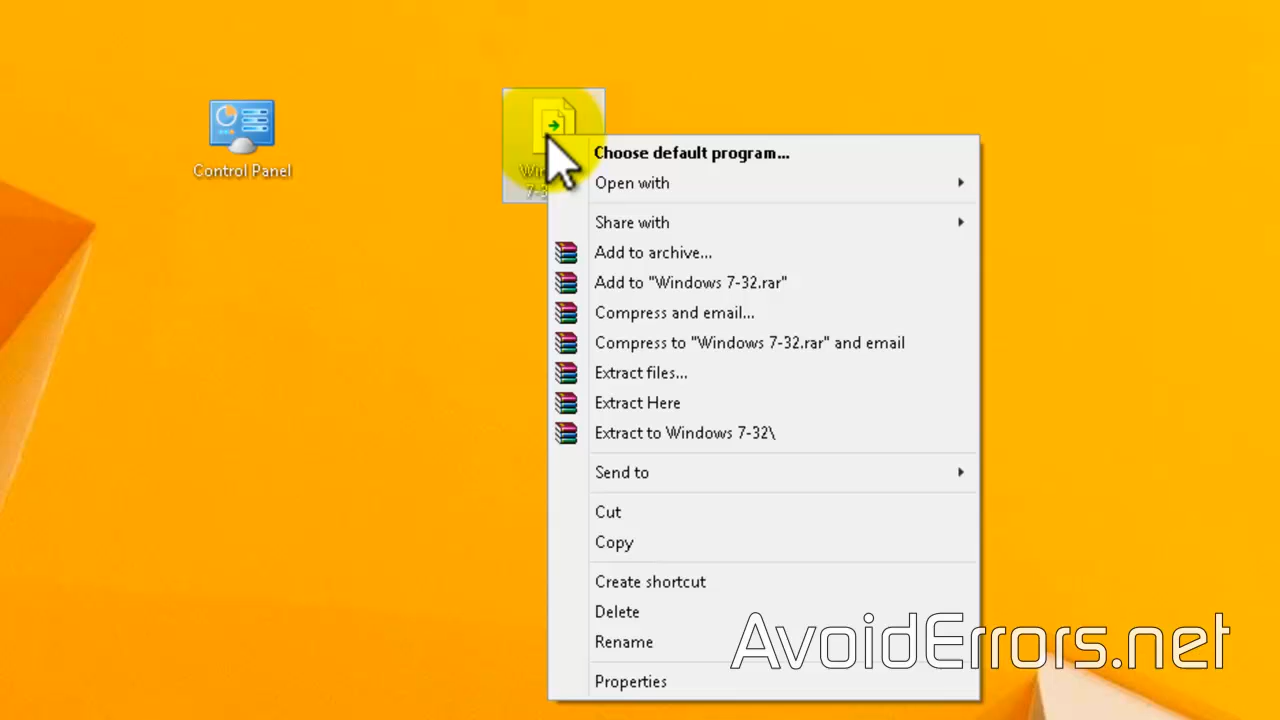 Control Panel
Choose default program...
Open with
Share with
Add to archive...
Add to "Windows 7-32.rar"
Compress and email...
Compress to "Windows 7-32.rar" and email
Extract files...
Extract Here
Extract to Windows 7-32\
Send to
Cut
Copy
Create shortcut
Delete
Rename
Properties
AvoidErrors.net